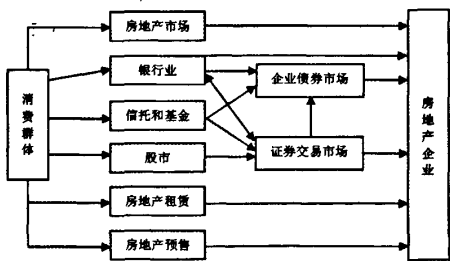 房地产市场
银行业
企业债券市场
消费群体
信托和基金
房地产企业
股市
证券交易市场
房地产租赁
房地产预售